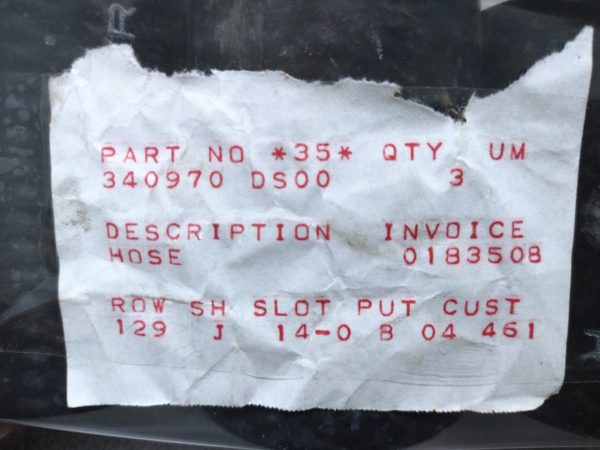 R
PART NO *35* QTY UM
340970 DS00 3
DESCRIPTION INVOICE
HOSE 0183508
ROW SH SLOT PUT CUST
129 J 14-0 B 04 461